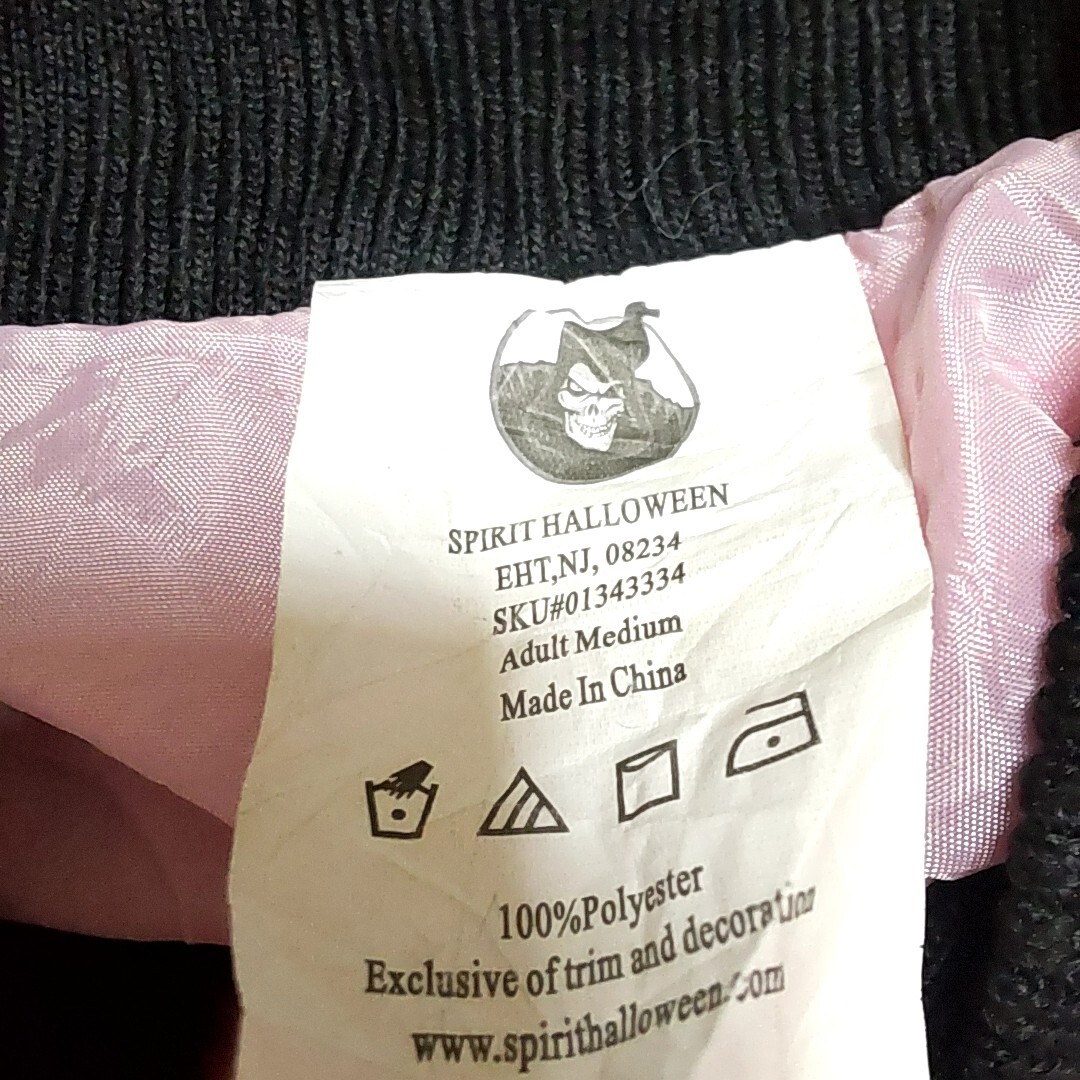 SPIRIT HALLOWEEN
EHT,NJ, 08234
SKU#01343334
Adult Medium
Made In China
100%Polyester
Exclusive of trim and decoration
www.spirithalloween.com